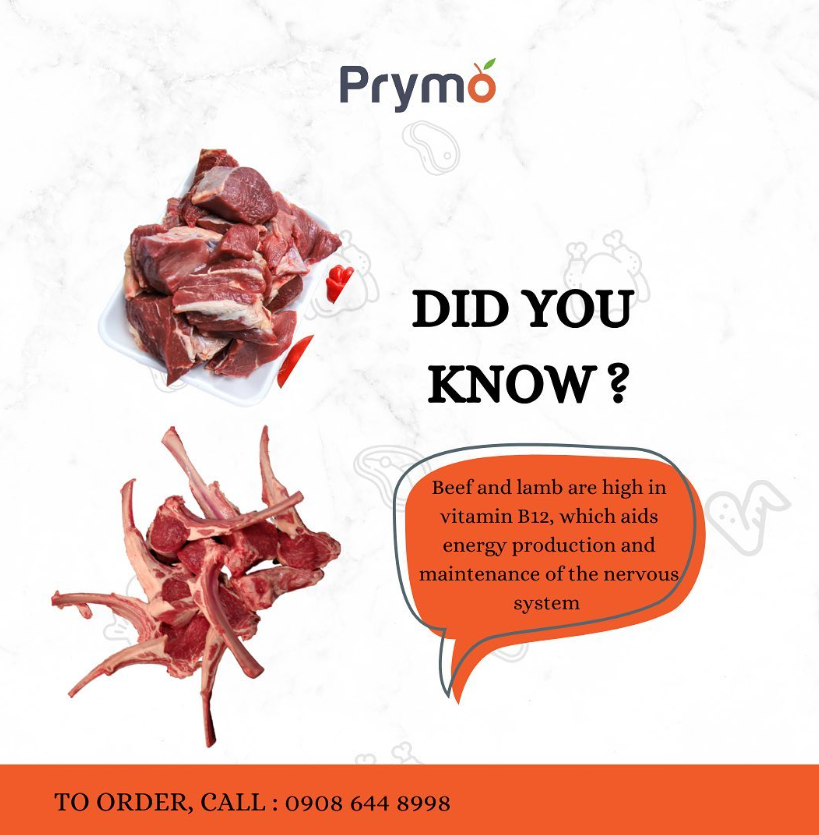 Prymo
DID YOU
KNOW ?
Beef and lamb are high in
vitamin B12, which aids
energy production and
maintenance of the nervous
system
TO ORDER, CALL : 0908 644 8998